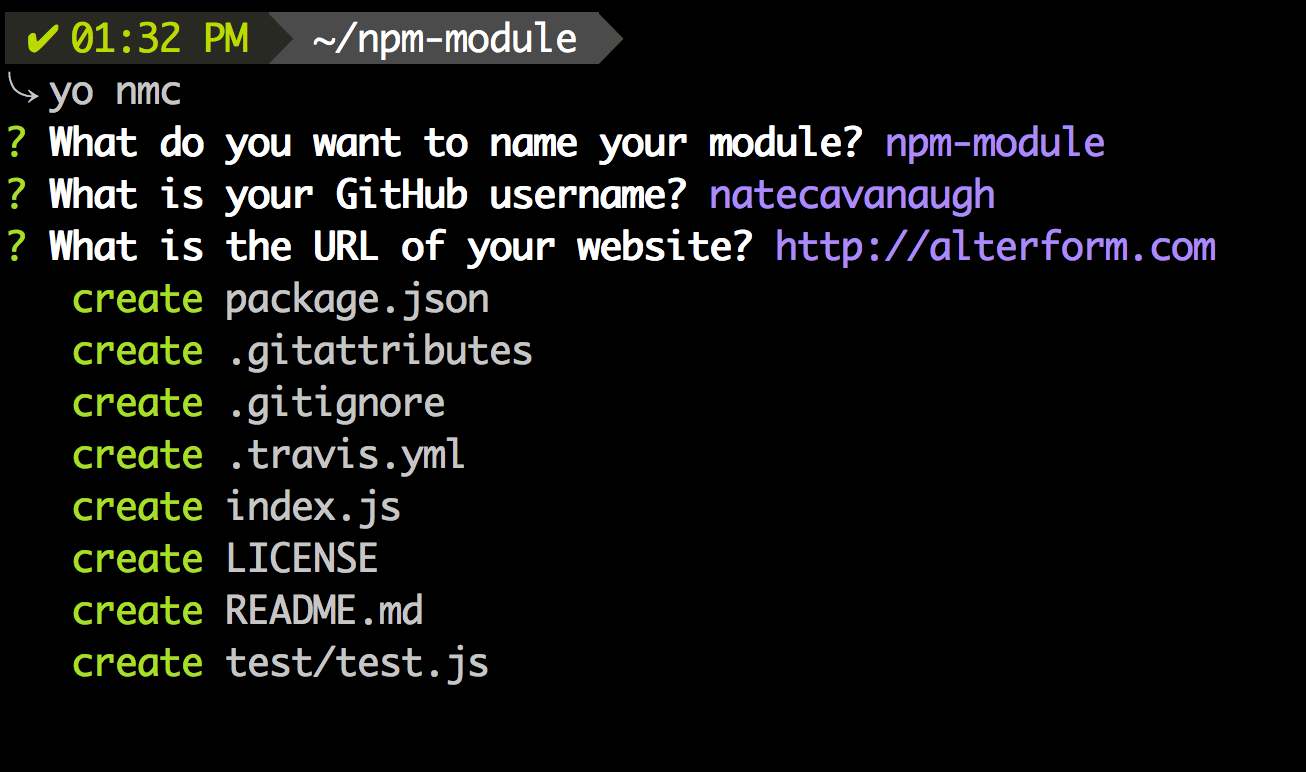 ✔ 01:32 PM ~/npm-module
yo nmc
? What do you want to name your module? npm-module
? What is your GitHub username? natecavanaugh
? What is the URL of your website? http://alterform.com
create package.json
create .gitattributes
create .gitignore
create .travis.yml
create index.js
create LICENSE
create README.md
create test/test.js